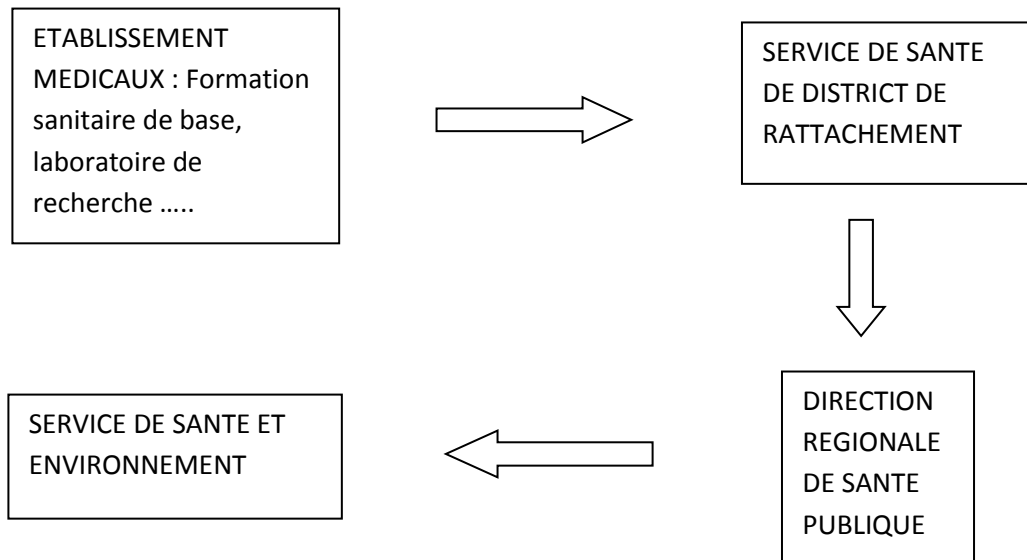 ETABLISSEMENT
MEDICAUX : Formation
sanitaire de base,
laboratoire de
recherche .....
SERVICE DE SANTE
DE DISTRICT DE
RATTACHEMENT
DIRECTION
REGIONALE
DE SANTE
PUBLIQUE
SERVICE DE SANTE ET
ENVIRONNEMENT